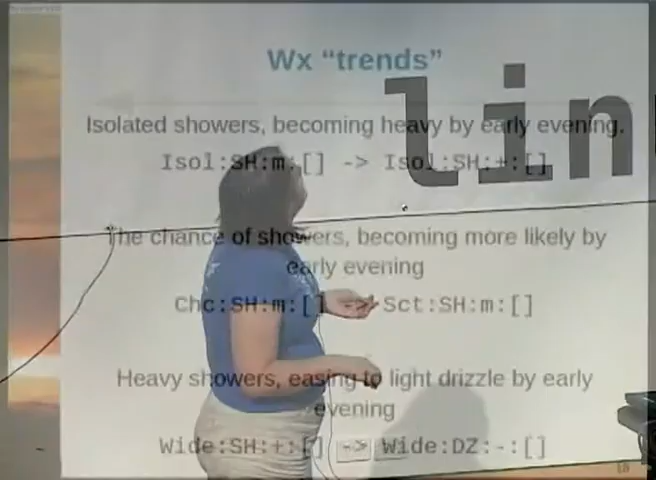 Wx “trends”
lin
Isolated showers, becoming heavy by early evening.
Isol:SH:m:[] -> Isol:SH:+:[]
The chance of showers, becoming more likely by
early evening
Chc:SH:m:[] -> Sct:SH:m:[]
Heavy showers, easing to light drizzle by early
evening
Wide:SH:+:[] -> Wide:DZ:-:[]
18